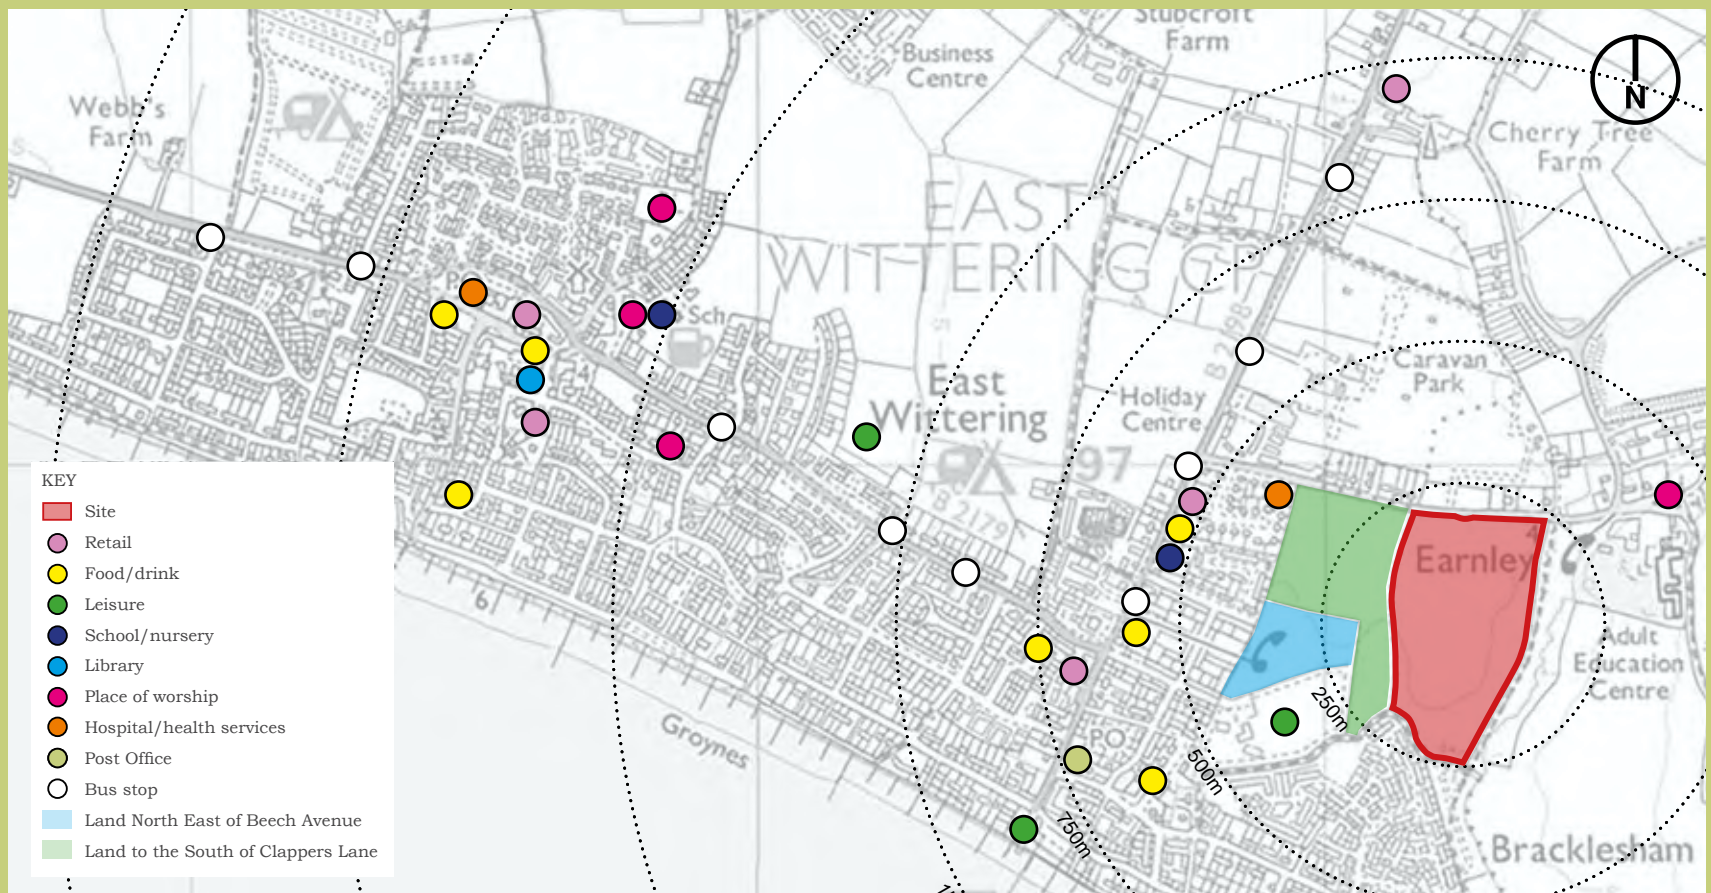 Stubcroft
Farm
Business
Centre
N
Webb's
Farm
Cherry Tree
Farm
EAST
WITTERING CP
Sch
Caravan
Park
East
Wittering
Holiday
Centre
97
Earnley
4
6
Adult
Education
Centre
250m
Groynes
PO
500m
750m
Bracklesham
KEY
Site
Retail
Food/drink
Leisure
School/nursery
Library
Place of worship
Hospital/health services
Post Office
Bus stop
Land North East of Beech Avenue
Land to the South of Clappers Lane